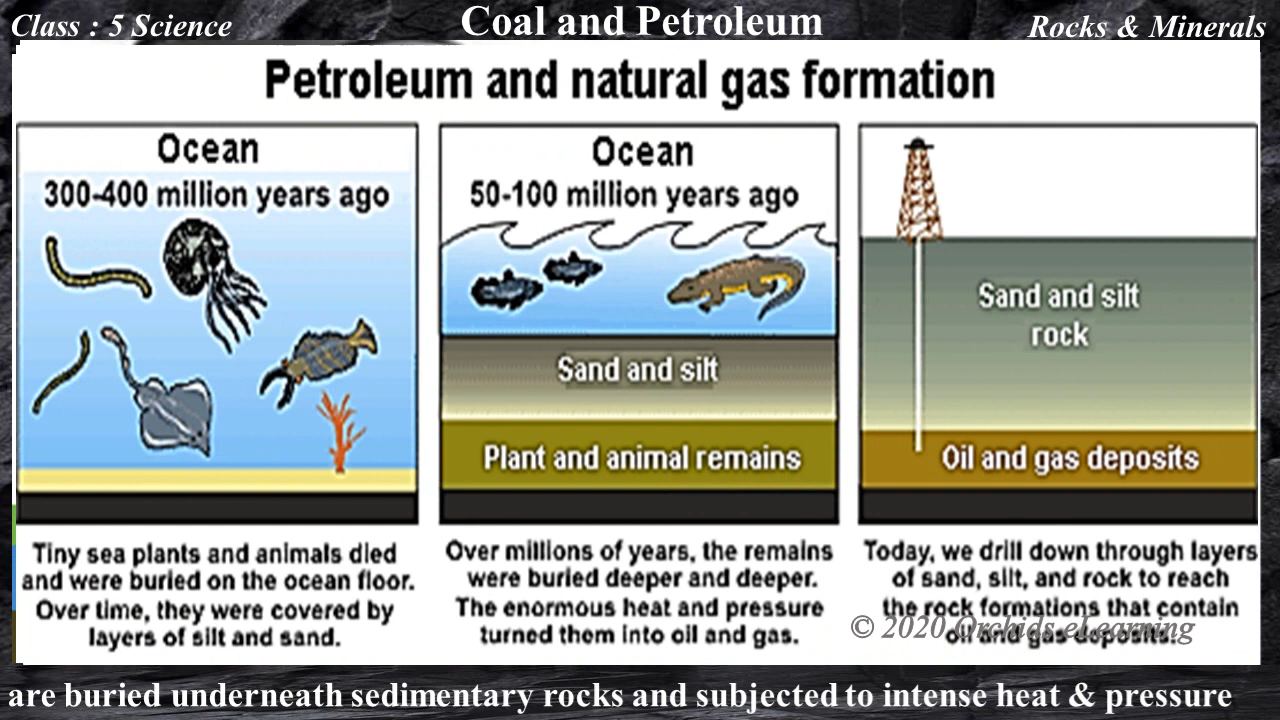 Class : 5 Science
Coal and Petroleum
Rocks & Minerals
Petroleum and natural gas formation
Ocean
300-400 million years ago
Ocean
50-100 million years ago
Sand and silt
Plant and animal remains
Sand and silt
rock
Oil and gas deposits
Tiny sea plants and animals died
and were buried on the ocean floor.
Over time, they were covered by
layers of silt and sand.
Over millions of years, the remains
were buried deeper and deeper.
The enormous heat and pressure
turned them into oil and gas.
Today, we drill down through layers
of sand, silt, and rock to reach
the rock formations that contain
oil and gas deposits.
© 2020 Orchids eLearning
are buried underneath sedimentary rocks and subjected to intense heat & pressure